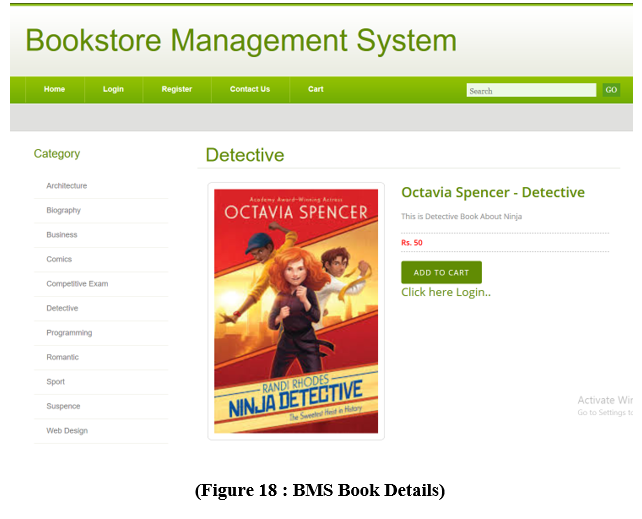 Bookstore Management System
Home Login Register Contact Us Cart Search GO
Category
Architecture
Biography
Business
Comics
Competitive Exam
Detective
Programming
Romantic
Sport
Suspence
Web Design
Detective
Academy Award-Winning Actress
OCTAVIA SPENCER
RANDI RHODES
NINJA DETECTIVE
The Sweetest Heist in History
Octavia Spencer - Detective
This is Detective Book About Ninja
Rs. 50
ADD TO CART
Click here Login..
Activate Win
Go to Settings to
(Figure 18 : BMS Book Details)